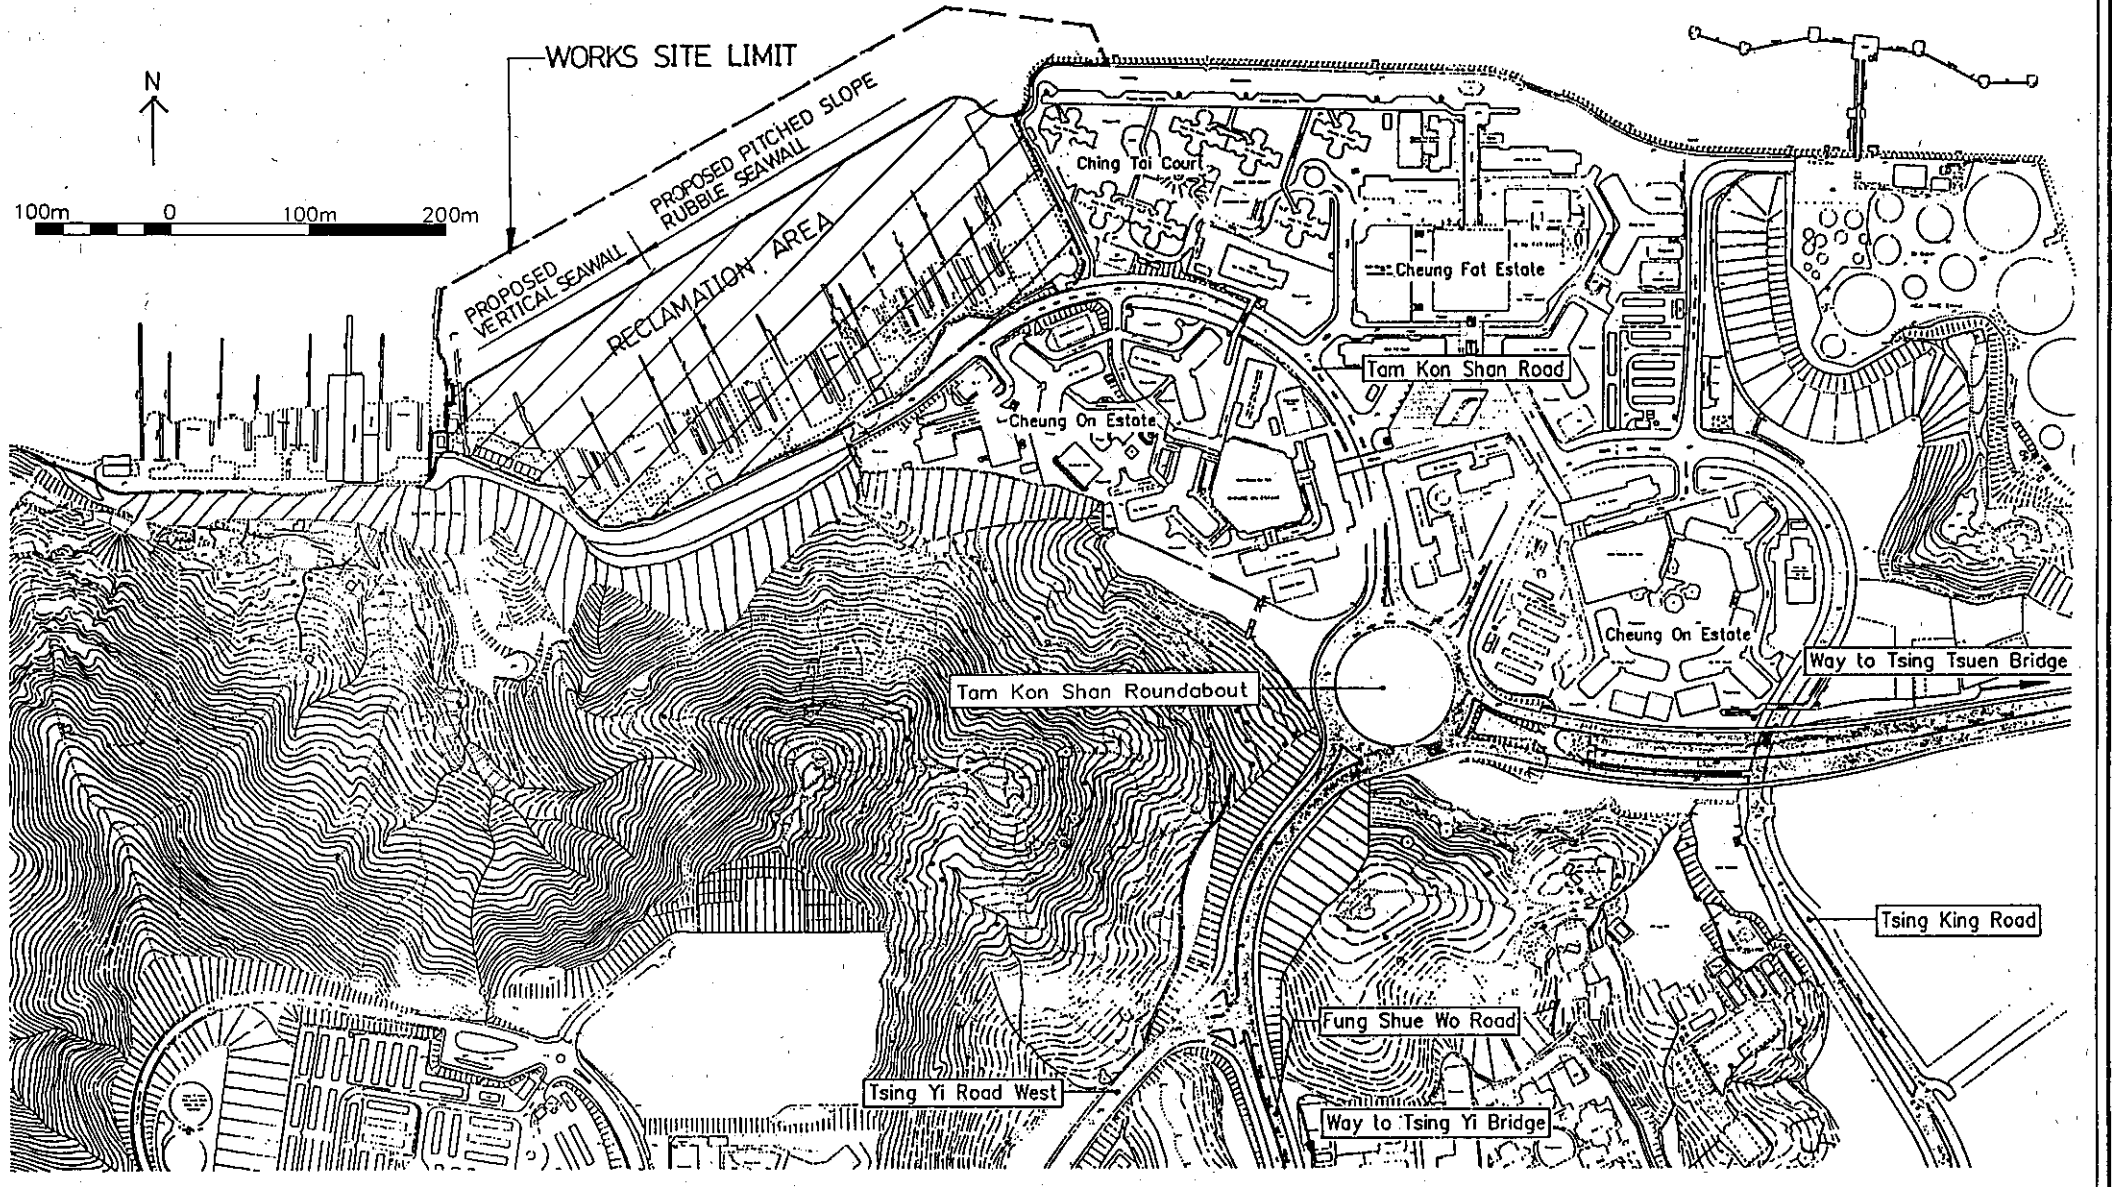 WORKS SITE LIMIT
N
100m 0 100m 200m
PROPOSED PITCHED SLOPE
RUBBLE SEAWALL
PROPOSED
VERTICAL SEAWALL
RECLAMATION AREA
Ching Tai Court
Cheung Fat Estate
Tam Kon Shan Road
Cheung On Estate
Cheung On Estate
Way to Tsing Tsuen Bridge
Tam Kon Shan Roundabout
Tsing King Road
Fung Shue Wo Road
Tsing Yi Road West
Way to Tsing Yi Bridge